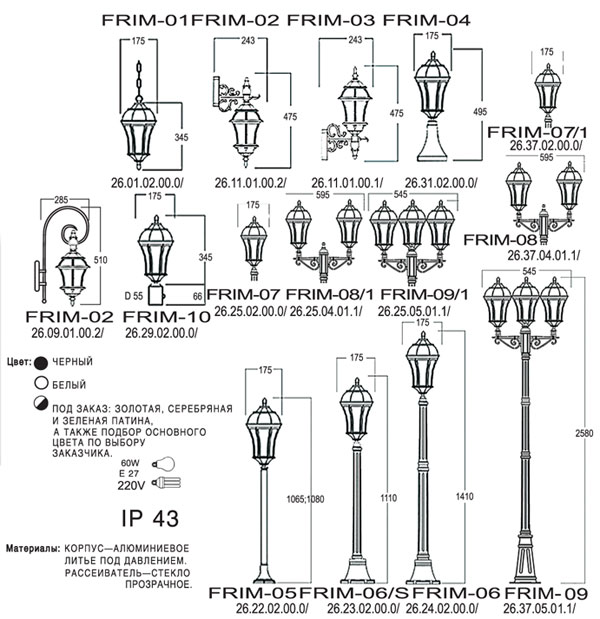 FRIM-01 FRIM-02 FRIM-03 FRIM-04
175 243 243 175 175
345 475 475 495
26.01.02.00.0/ 26.11.01.00.2/ 26.11.01.00.1/ 26.31.02.00.0/
FRIM-07/1
26.37.02.00.0/
595
285 175 175 595 545
510 345
D 55 66
FRIM-08
26.37.04.01.1/
545
FRIM-02 FRIM-10 FRIM-07 FRIM-08/1 FRIM-09/1
26.09.01.00.2/ 26.29.02.00.0/ 26.25.02.00.0/ 26.25.04.01.1/ 26.25.05.01.1/
Цвет: ЧЕРНЫЙ
БЕЛЫЙ
ПОД ЗАКАЗ: ЗОЛОТАЯ, СЕРЕБРЯНАЯ
И ЗЕЛЕНАЯ ПАТИНА,
А ТАКЖЕ ПОДБОР ОСНОВНОГО
ЦВЕТА ПО ВЫБОРУ
ЗАКАЗЧИКА.
60W
E 27
220V
IP 43
Материалы: КОРПУС—АЛЮМИНИЕВОЕ
ЛИТЬЕ ПОД ДАВЛЕНИЕМ.
РАССЕИВАТЕЛЬ—СТЕКЛО
ПРОЗРАЧНОЕ.
175 175 175
1065;1080 1110 1410 2580
FRIM-05 FRIM-06/S FRIM-06 FRIM-09
26.22.02.00.0/ 26.23.02.00.0/ 26.24.02.00.0/ 26.37.05.01.1/